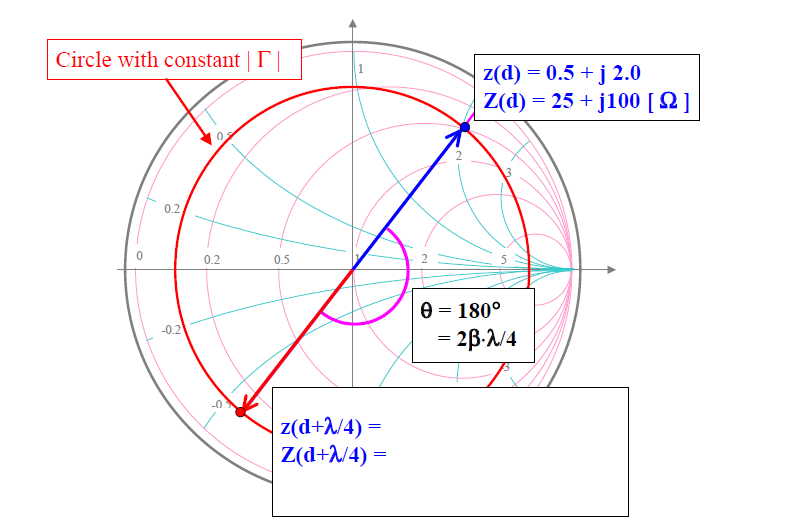 Circle with constant | Γ |
z(d) = 0.5 + j 2.0
Z(d) = 25 + j100 [ Ω ]
1
0.5
2
3
0.2
0
0.2
0.5
1
2
5
θ = 180°
= 2β·λ/4
-0.2
3
z(d+λ/4) =
Z(d+λ/4) =